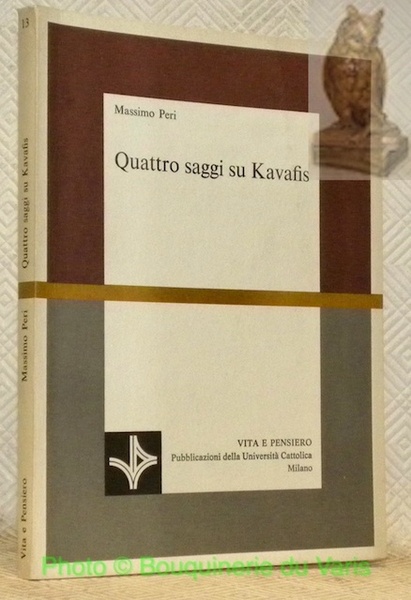 Massimo Peri
Quattro saggi su Kavafis
VITA E PENSIERO
Pubblicazioni della Università Cattolica
Milano
13
Quattro saggi su Kavafis
Massimo Peri
Vita e Pensiero
Photo © Bouquinerie du Varis